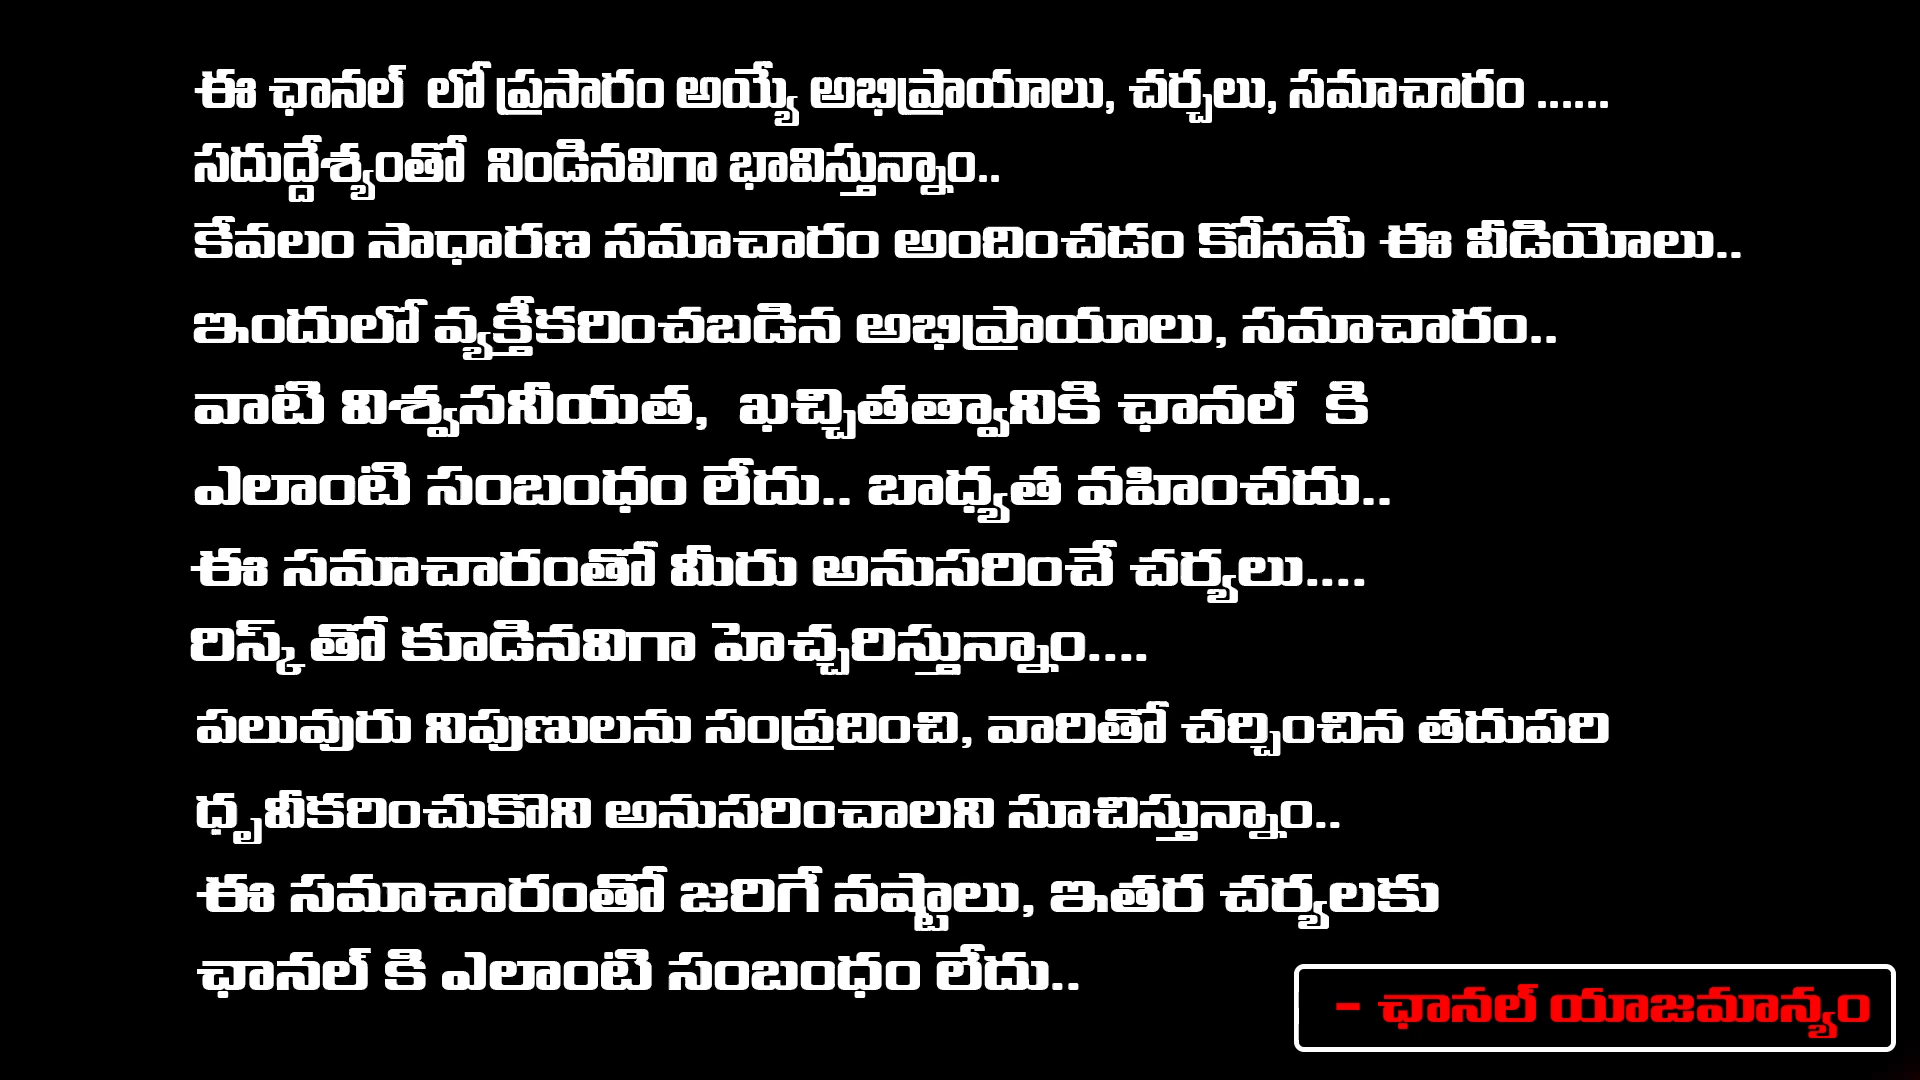 ఈ ఛానల్ లో ప్రసారం అయ్యే అభిప్రాయాలు, చర్చలు, సమాచారం ......
సదుద్దేశ్యంతో నిండినవిగా భావిస్తున్నాం..
కేవలం సాధారణ సమాచారం అందించడం కోసమే ఈ వీడియోలు..
ఇందులో వ్యక్తీకరించబడిన అభిప్రాయాలు, సమాచారం..
వాటి విశ్వసనీయత, ఖచ్చితత్వానికి ఛానల్ కి
ఎలాంటి సంబంధం లేదు.. బాధ్యత వహించదు..
ఈ సమాచారంతో మీరు అనుసరించే చర్యలు....
రిస్క్ తో కూడినవిగా హెచ్చరిస్తున్నాం....
పలువురు నిపుణులను సంప్రదించి, వారితో చర్చించిన తదుపరి
ధృవీకరించుకొని అనుసరించాలని సూచిస్తున్నాం..
ఈ సమాచారంతో జరిగే నష్టాలు, ఇతర చర్యలకు
ఛానల్ కి ఎలాంటి సంబంధం లేదు..
- ఛానల్ యాజమాన్యం